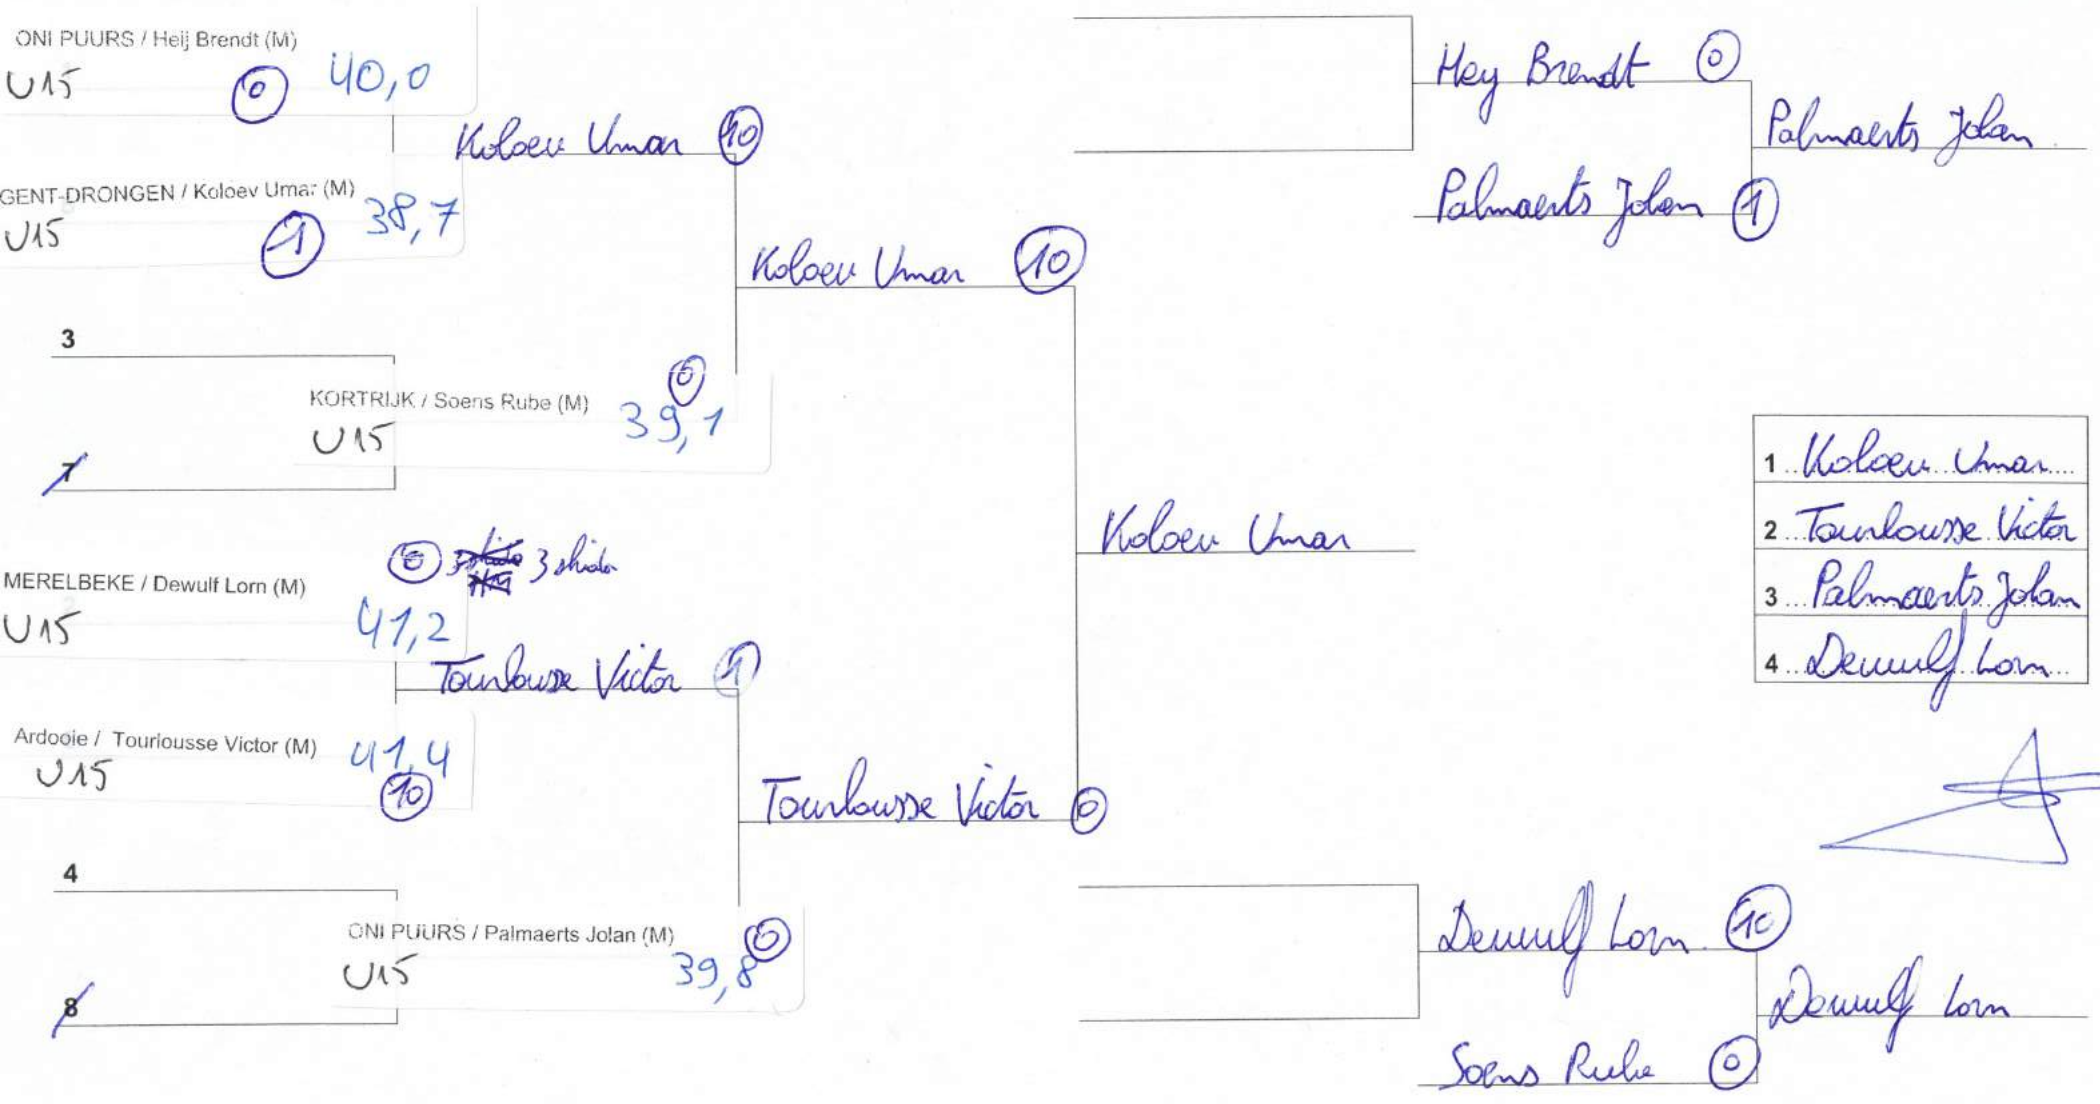 ONI PUURS / Heij Brendt (M)
U15 0 40,0
GENT-DRONGEN / Koloev Umar (M)
U15 1 38,7
Koloev Umar 10
3
KORTRIJK / Soens Rube (M)
U15 0 39,1
7
Koloev Umar 10
MERELBEKE / Dewulf Lorn (M)
U15 0 3 shido 41,2
Ardooie / Tourlousse Victor (M)
U15 41,4 10
Tourlousse Victor 1
4
ONI PUURS / Palmaerts Jolan (M)
U15 0 39,8
8
Tourlousse Victor 0
Koloev Umar
Hey Brendt 0
Palmaerts Jolan 1
Palmaerts Jolan
1 Koloev Umar
2 Tourlousse Victor
3 Palmaerts Jolan
4 Dewulf Lorn
Dewulf Lorn 10
Soens Rube 0
Dewulf Lorn